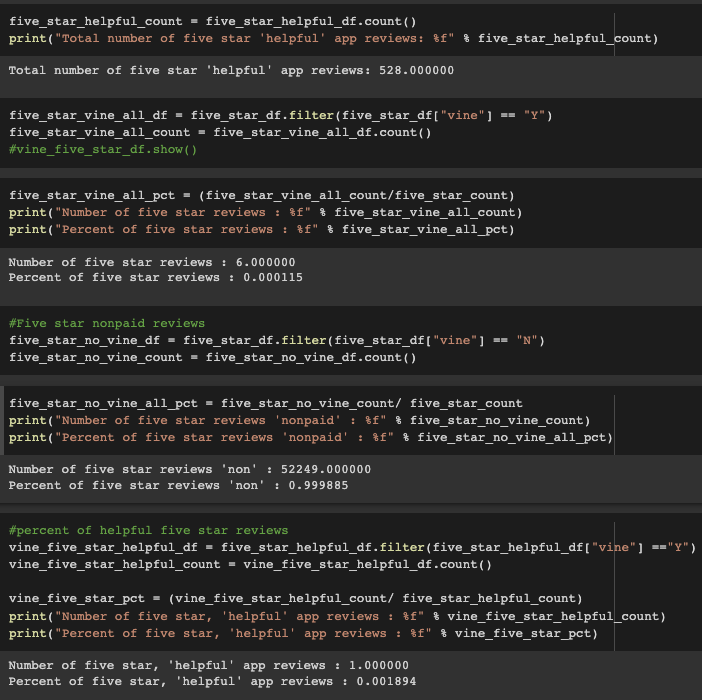 five_star_helpful_count = five_star_helpful_df.count()
print("Total number of five star 'helpful' app reviews: %f" % five_star_helpful_count)
Total number of five star 'helpful' app reviews: 528.000000
five_star_vine_all_df = five_star_df.filter(five_star_df["vine"] == "Y")
five_star_vine_all_count = five_star_vine_all_df.count()
#vine_five_star_df.show()
five_star_vine_all_pct = (five_star_vine_all_count/five_star_count)
print("Number of five star reviews : %f" % five_star_vine_all_count)
print("Percent of five star reviews : %f" % five_star_vine_all_pct)
Number of five star reviews : 6.000000
Percent of five star reviews : 0.000115
#Five star nonpaid reviews
five_star_no_vine_df = five_star_df.filter(five_star_df["vine"] == "N")
five_star_no_vine_count = five_star_no_vine_df.count()
five_star_no_vine_all_pct = five_star_no_vine_count/ five_star_count
print("Number of five star reviews 'nonpaid' : %f" % five_star_no_vine_count)
print("Percent of five star reviews 'nonpaid' : %f" % five_star_no_vine_all_pct)
Number of five star reviews 'non' : 52249.000000
Percent of five star reviews 'non' : 0.999885
#percent of helpful five star reviews
vine_five_star_helpful_df = five_star_helpful_df.filter(five_star_helpful_df["vine"] =="Y")
vine_five_star_helpful_count = vine_five_star_helpful_df.count()
vine_five_star_pct = (vine_five_star_helpful_count/ five_star_helpful_count)
print("Number of five star, 'helpful' app reviews : %f" % vine_five_star_helpful_count)
print("Percent of five star, 'helpful' app reviews : %f" % vine_five_star_pct)
Number of five star, 'helpful' app reviews : 1.000000
Percent of five star, 'helpful' app reviews : 0.001894